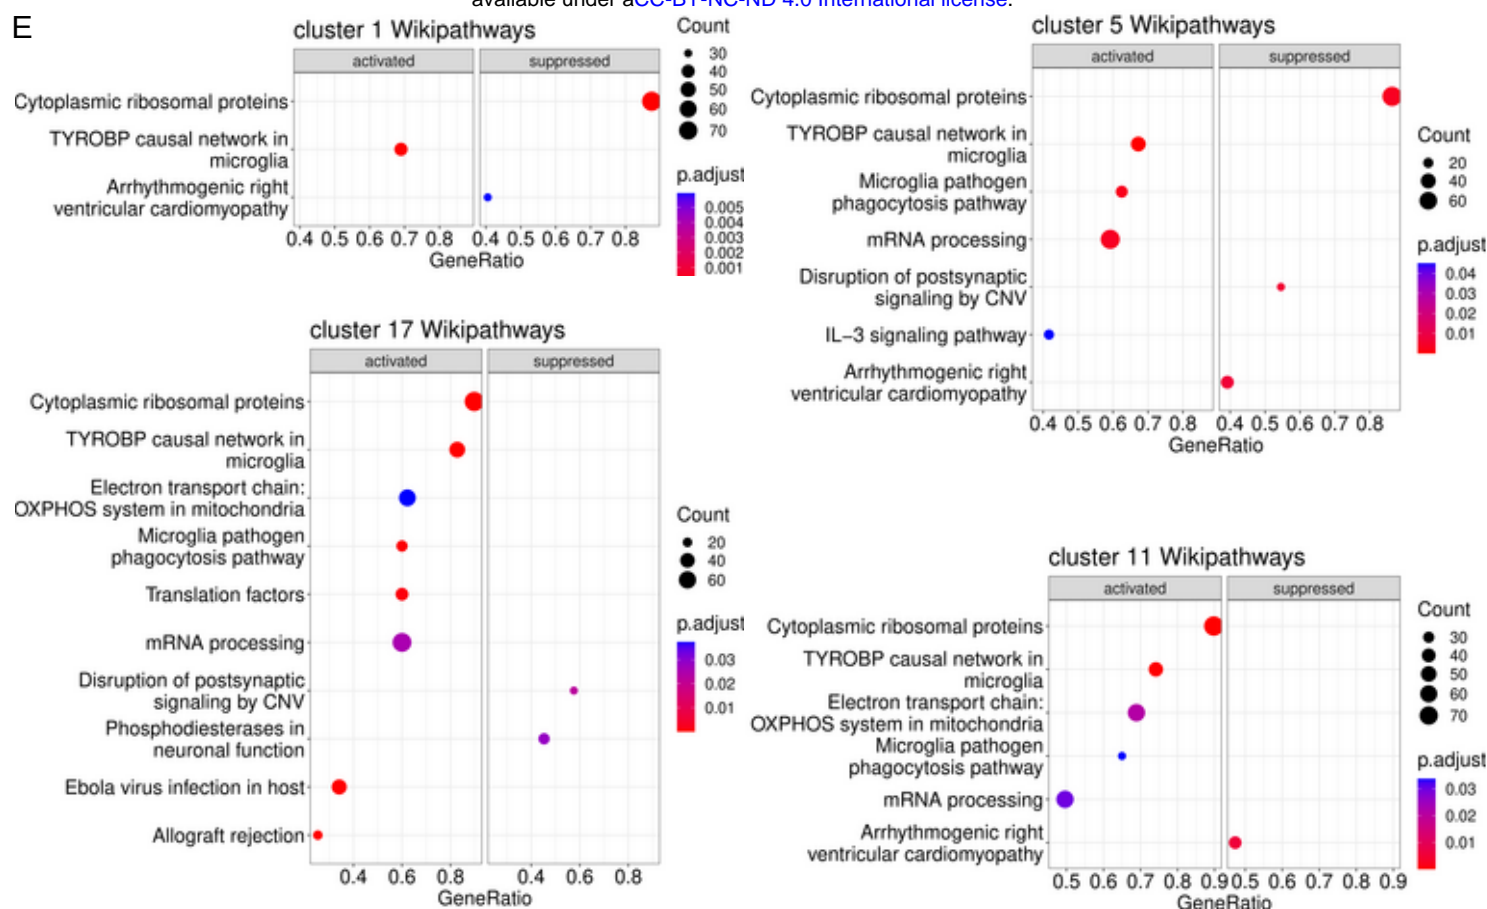 available under aCC-BY-NC-ND 4.0 International license.
E
cluster 1 Wikipathways
activated
suppressed
Cytoplasmic ribosomal proteins
TYROBP causal network in
microglia
Arrhythmogenic right
ventricular cardiomyopathy
0.4 0.5 0.6 0.7 0.8
0.4 0.5 0.6 0.7 0.8
GeneRatio
Count
30
40
50
60
70
p.adjust
0.005
0.004
0.003
0.002
0.001
cluster 5 Wikipathways
activated
suppressed
Cytoplasmic ribosomal proteins
TYROBP causal network in
microglia
Microglia pathogen
phagocytosis pathway
mRNA processing
Disruption of postsynaptic
signaling by CNV
IL−3 signaling pathway
Arrhythmogenic right
ventricular cardiomyopathy
0.4 0.5 0.6 0.7 0.8
0.4 0.5 0.6 0.7 0.8
GeneRatio
Count
20
40
60
p.adjust
0.04
0.03
0.02
0.01
cluster 17 Wikipathways
activated
suppressed
Cytoplasmic ribosomal proteins
TYROBP causal network in
microglia
Electron transport chain:
OXPHOS system in mitochondria
Microglia pathogen
phagocytosis pathway
Translation factors
mRNA processing
Disruption of postsynaptic
signaling by CNV
Phosphodiesterases in
neuronal function
Ebola virus infection in host
Allograft rejection
0.4 0.6 0.8
0.4 0.6 0.8
GeneRatio
Count
20
40
60
p.adjust
0.03
0.02
0.01
cluster 11 Wikipathways
activated
suppressed
Cytoplasmic ribosomal proteins
TYROBP causal network in
microglia
Electron transport chain:
OXPHOS system in mitochondria
Microglia pathogen
phagocytosis pathway
mRNA processing
Arrhythmogenic right
ventricular cardiomyopathy
0.5 0.6 0.7 0.8 0.9
0.5 0.6 0.7 0.8 0.9
GeneRatio
Count
30
40
50
60
70
p.adjust
0.03
0.02
0.01